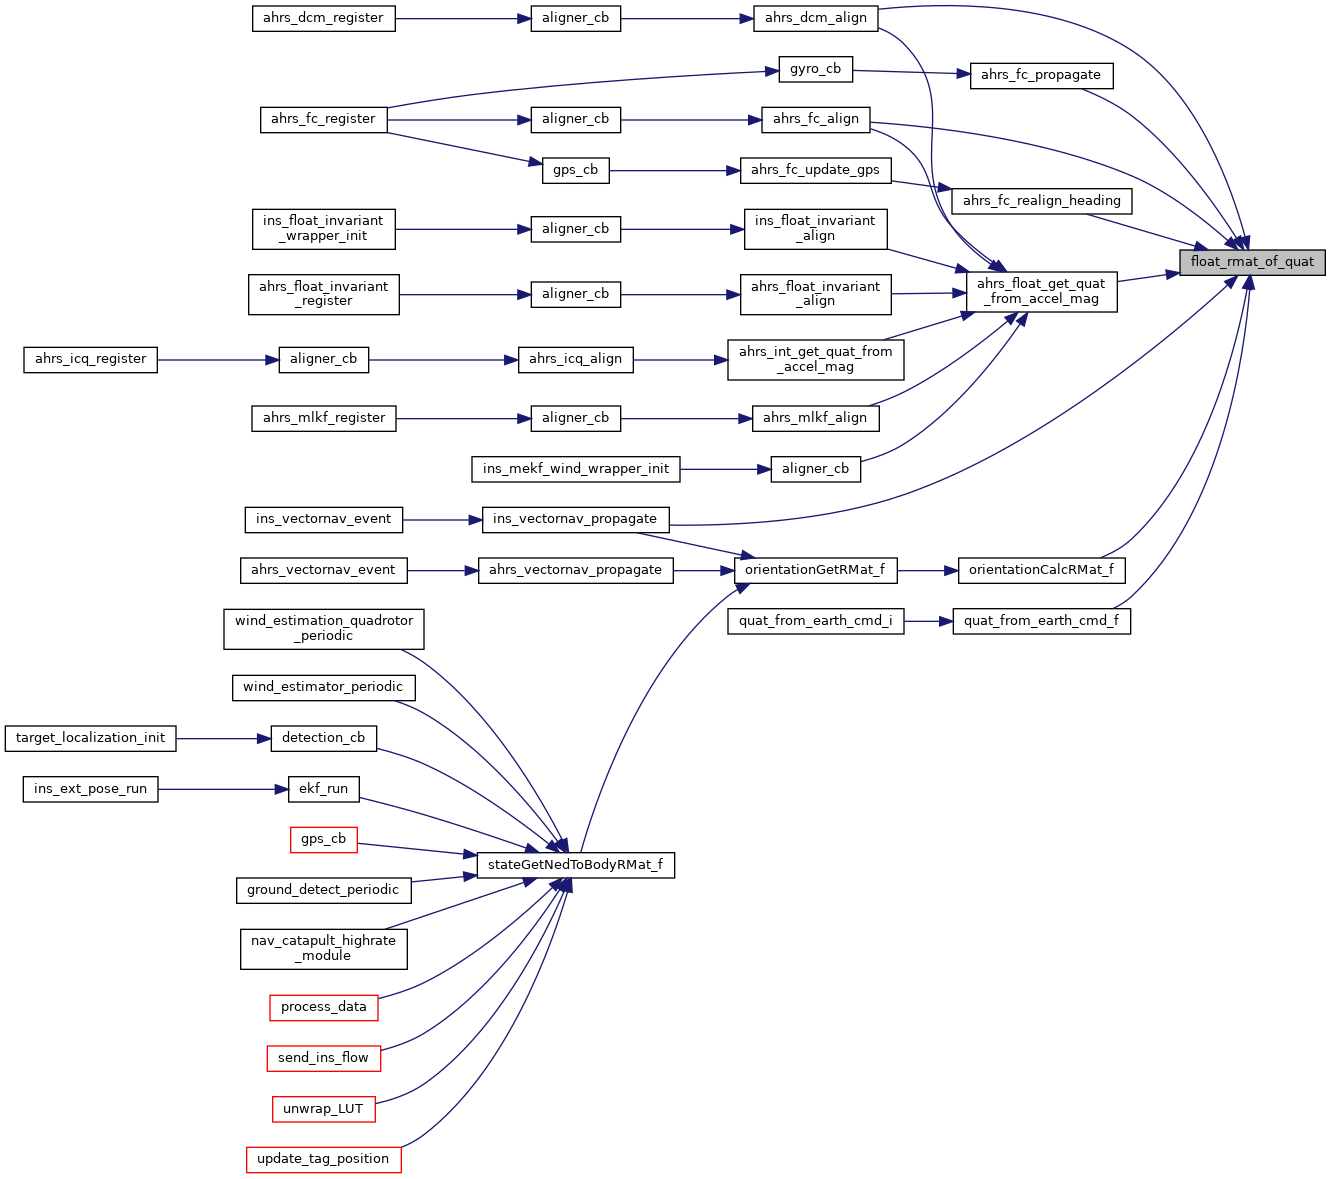 ahrs_dcm_register
aligner_cb
ahrs_dcm_align
gyro_cb
ahrs_fc_propagate
ahrs_fc_register
aligner_cb
ahrs_fc_align
gps_cb
ahrs_fc_update_gps
ahrs_fc_realign_heading
ins_float_invariant
_wrapper_init
aligner_cb
ins_float_invariant
_align
float_rmat_of_quat
ahrs_float_invariant
_register
aligner_cb
ahrs_float_invariant
_align
ahrs_float_get_quat
_from_accel_mag
ahrs_icq_register
aligner_cb
ahrs_icq_align
ahrs_int_get_quat_from
_accel_mag
ahrs_mlkf_register
aligner_cb
ahrs_mlkf_align
ins_mekf_wind_wrapper_init
aligner_cb
ins_vectornav_event
ins_vectornav_propagate
ahrs_vectornav_event
ahrs_vectornav_propagate
orientationGetRMat_f
orientationCalcRMat_f
wind_estimation_quadrotor
_periodic
quat_from_earth_cmd_i
quat_from_earth_cmd_f
wind_estimator_periodic
target_localization_init
detection_cb
ins_ext_pose_run
ekf_run
gps_cb
stateGetNedToBodyRMat_f
ground_detect_periodic
nav_catapult_highrate
_module
process_data
send_ins_flow
unwrap_LUT
update_tag_position